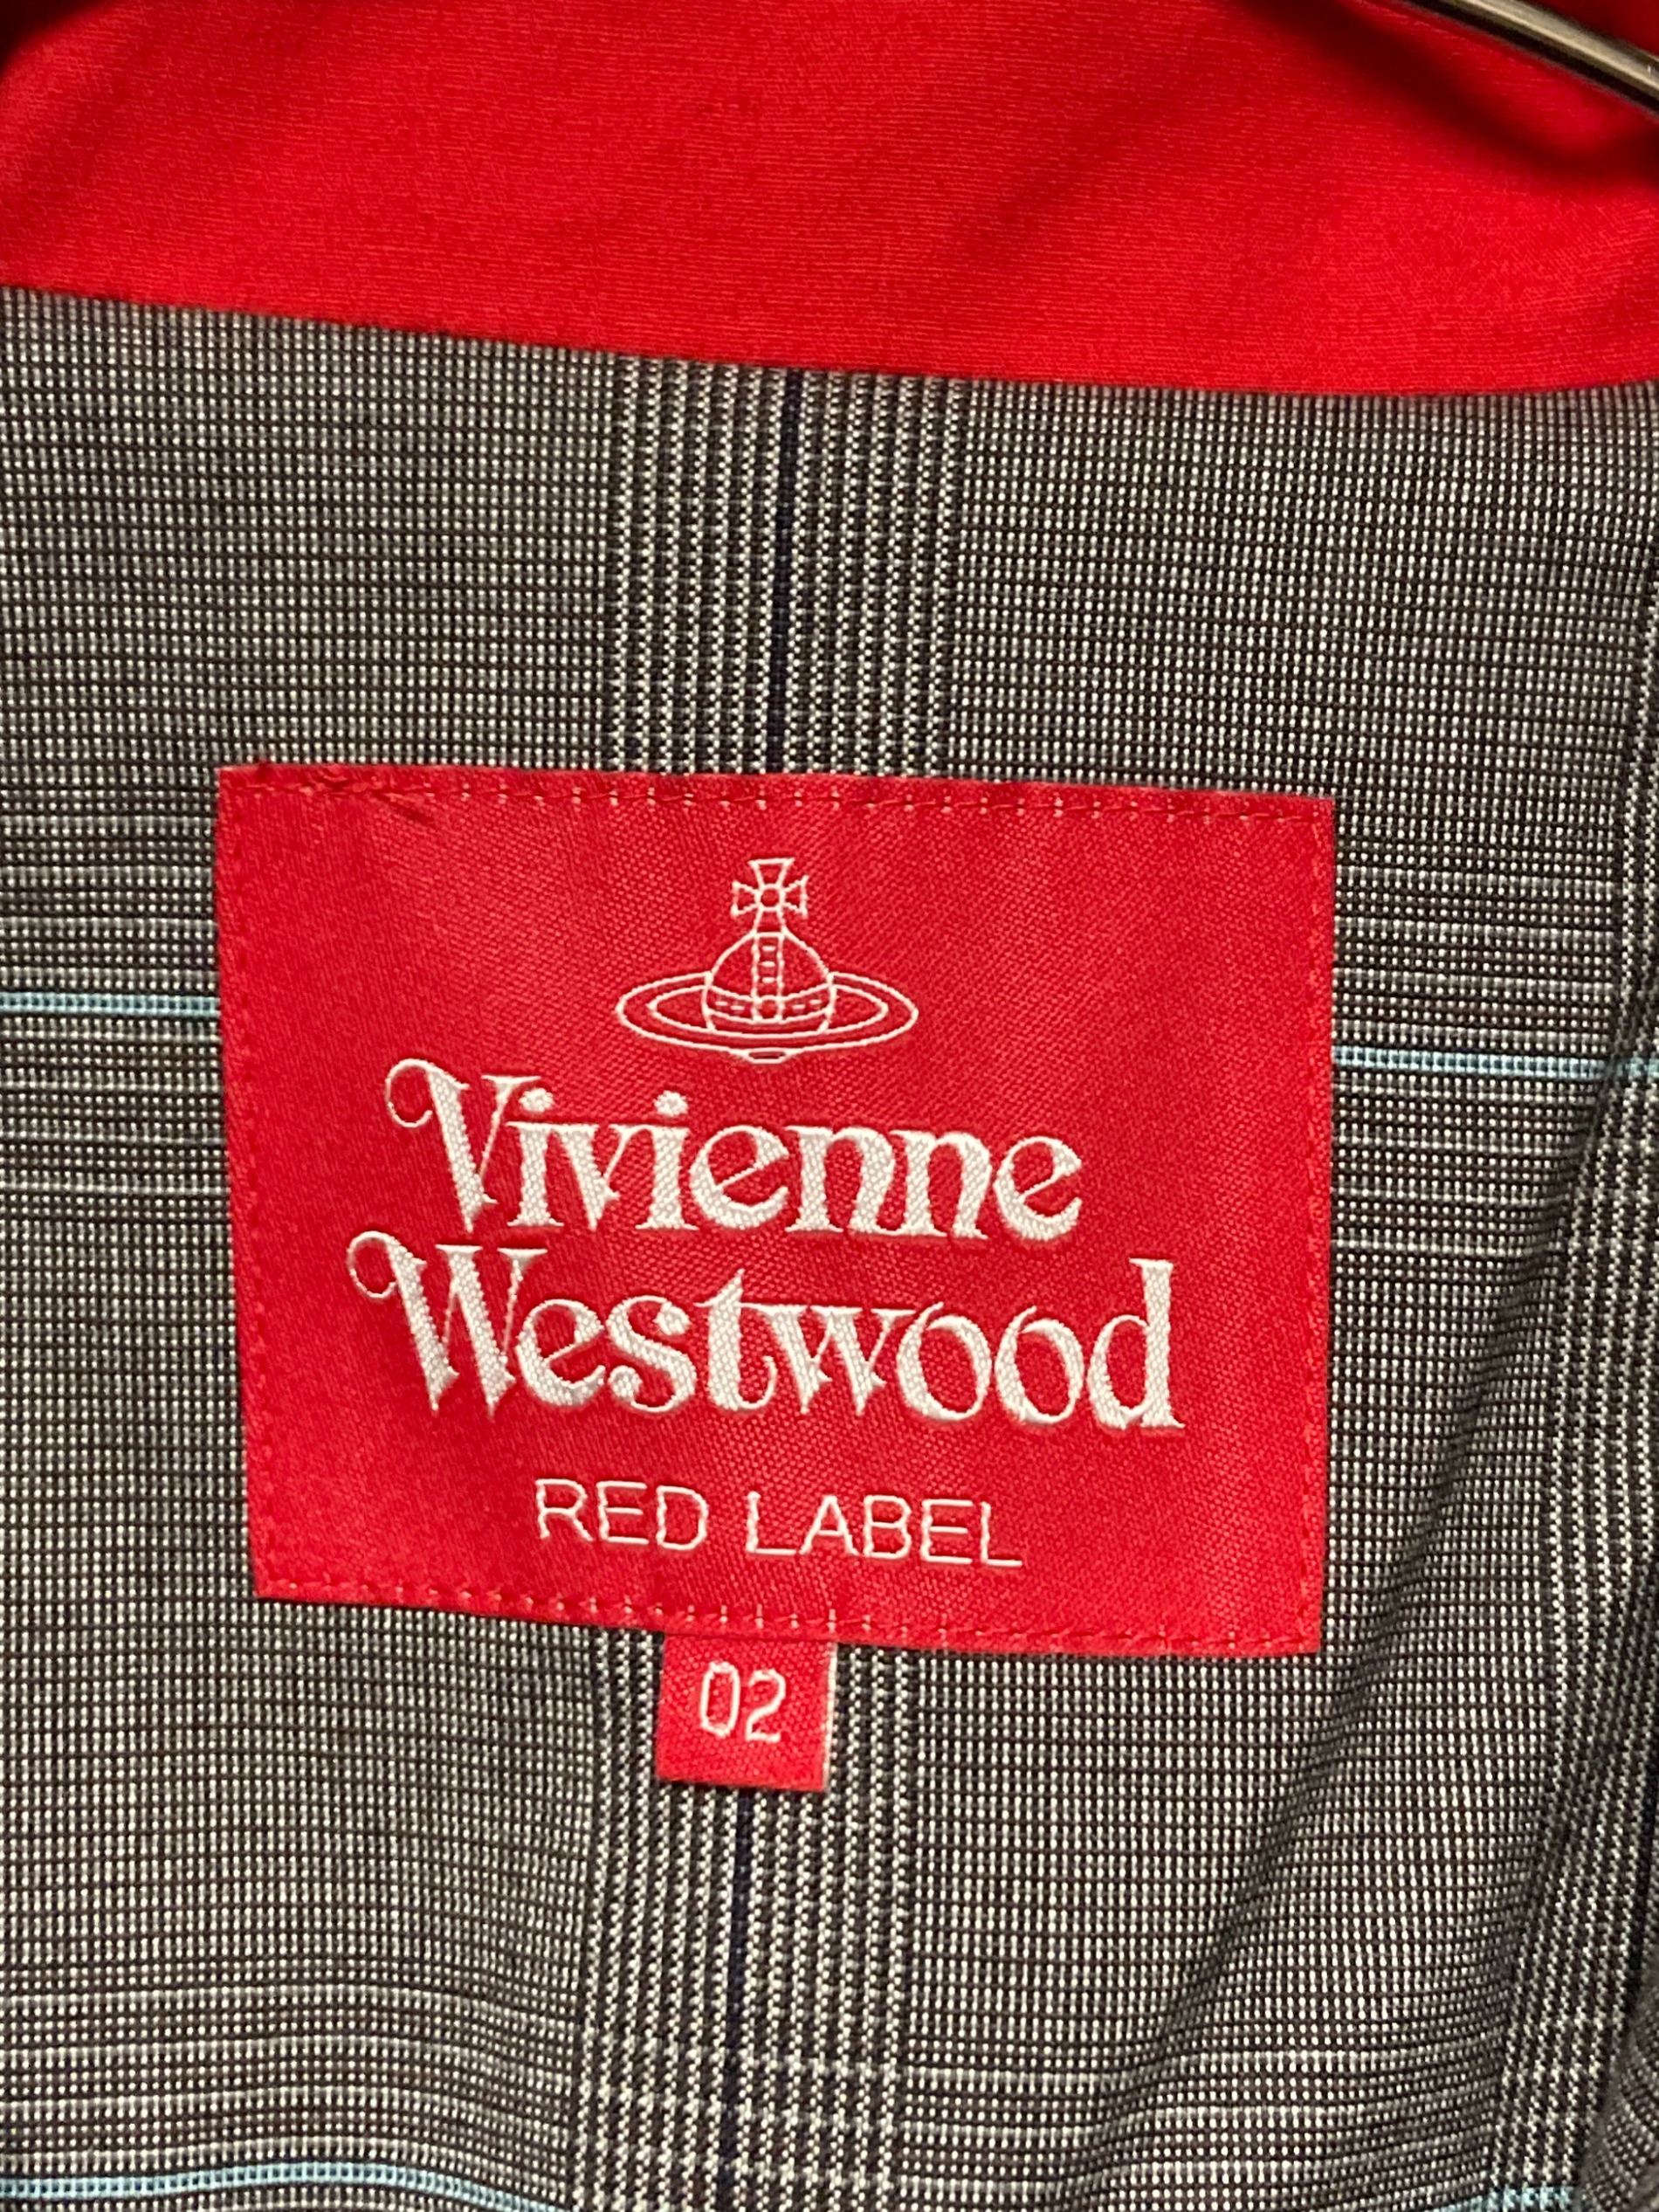 Vivienne
Westwood
RED LABEL
02